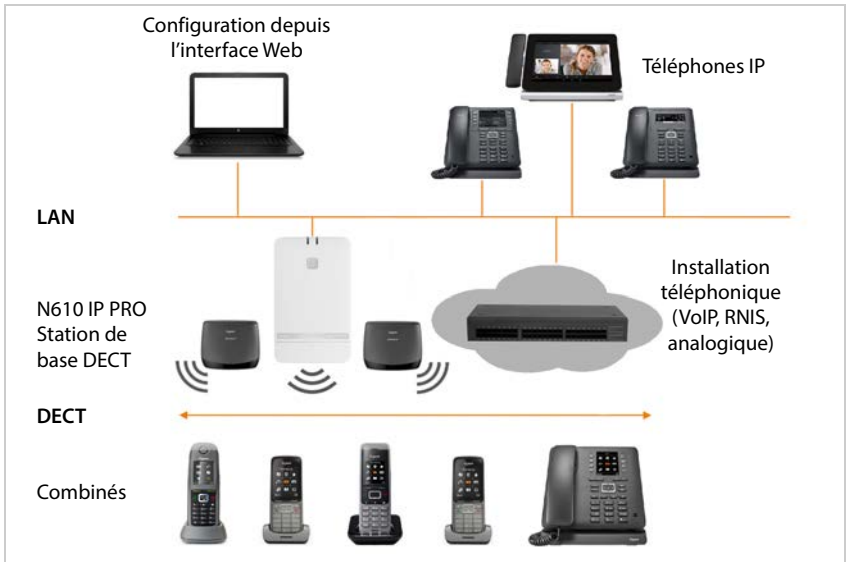 Configuration depuis
l'interface Web
Téléphones IP
LAN
N610 IP PRO
Station de
base DECT
Installation
téléphonique
(VoIP, RNIS,
analogique)
DECT
Combinés